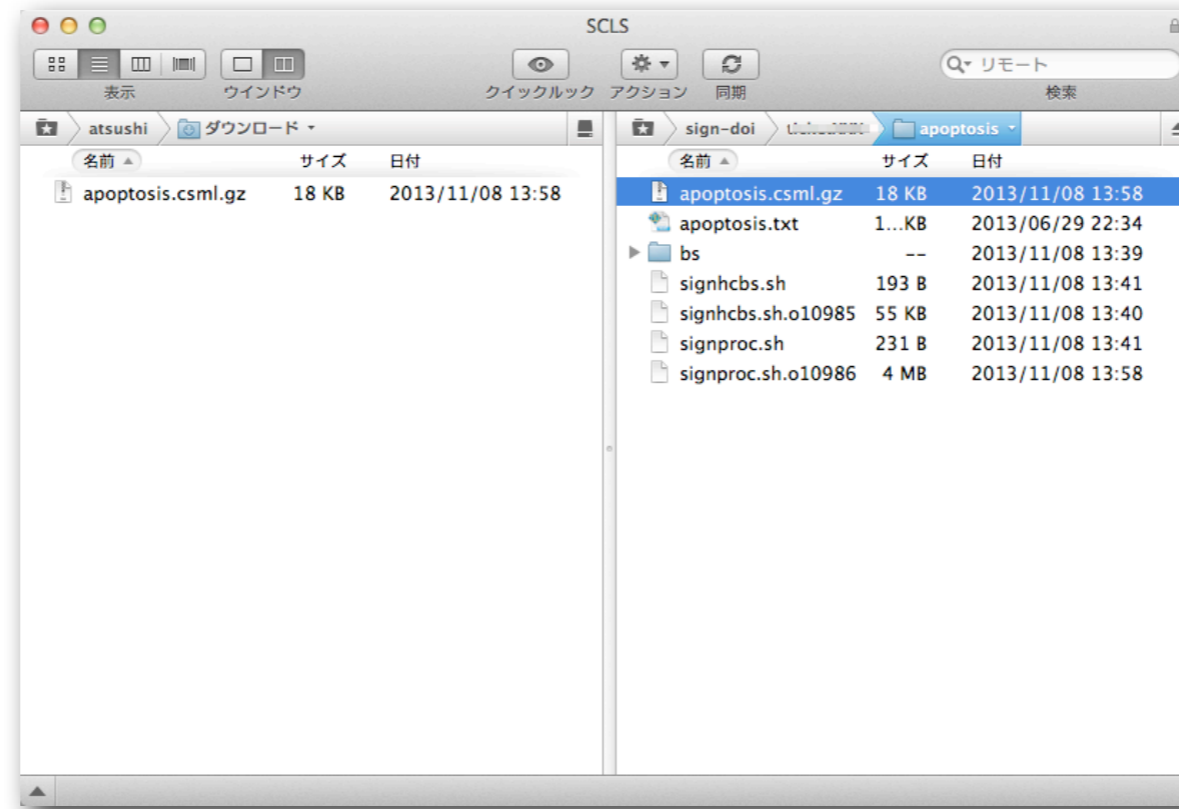 SCLS
表示 ウインドウ クイックルック アクション 同期 リモート 検索
atsushi ダウンロード
名前 サイズ 日付
apoptosis.csml.gz 18 KB 2013/11/08 13:58
sign-doi apoptosis
名前 サイズ 日付
apoptosis.csml.gz 18 KB 2013/11/08 13:58
apoptosis.txt 1...KB 2013/06/29 22:34
bs -- 2013/11/08 13:39
signhcbs.sh 193 B 2013/11/08 13:41
signhcbs.sh.o10985 55 KB 2013/11/08 13:40
signproc.sh 231 B 2013/11/08 13:41
signproc.sh.o10986 4 MB 2013/11/08 13:58